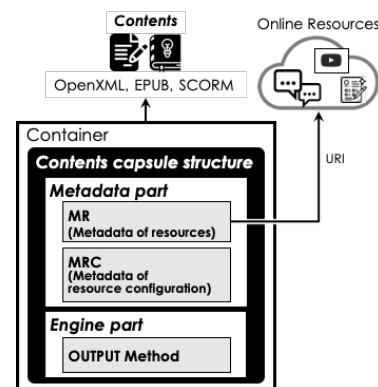 Contents
Online Resources
OpenXML, EPUB, SCORM
Container
URI
Contents capsule structure
Metadata part
MR
(Metadata of resources)
MRC
(Metadata of
resource configuration)
Engine part
OUTPUT Method